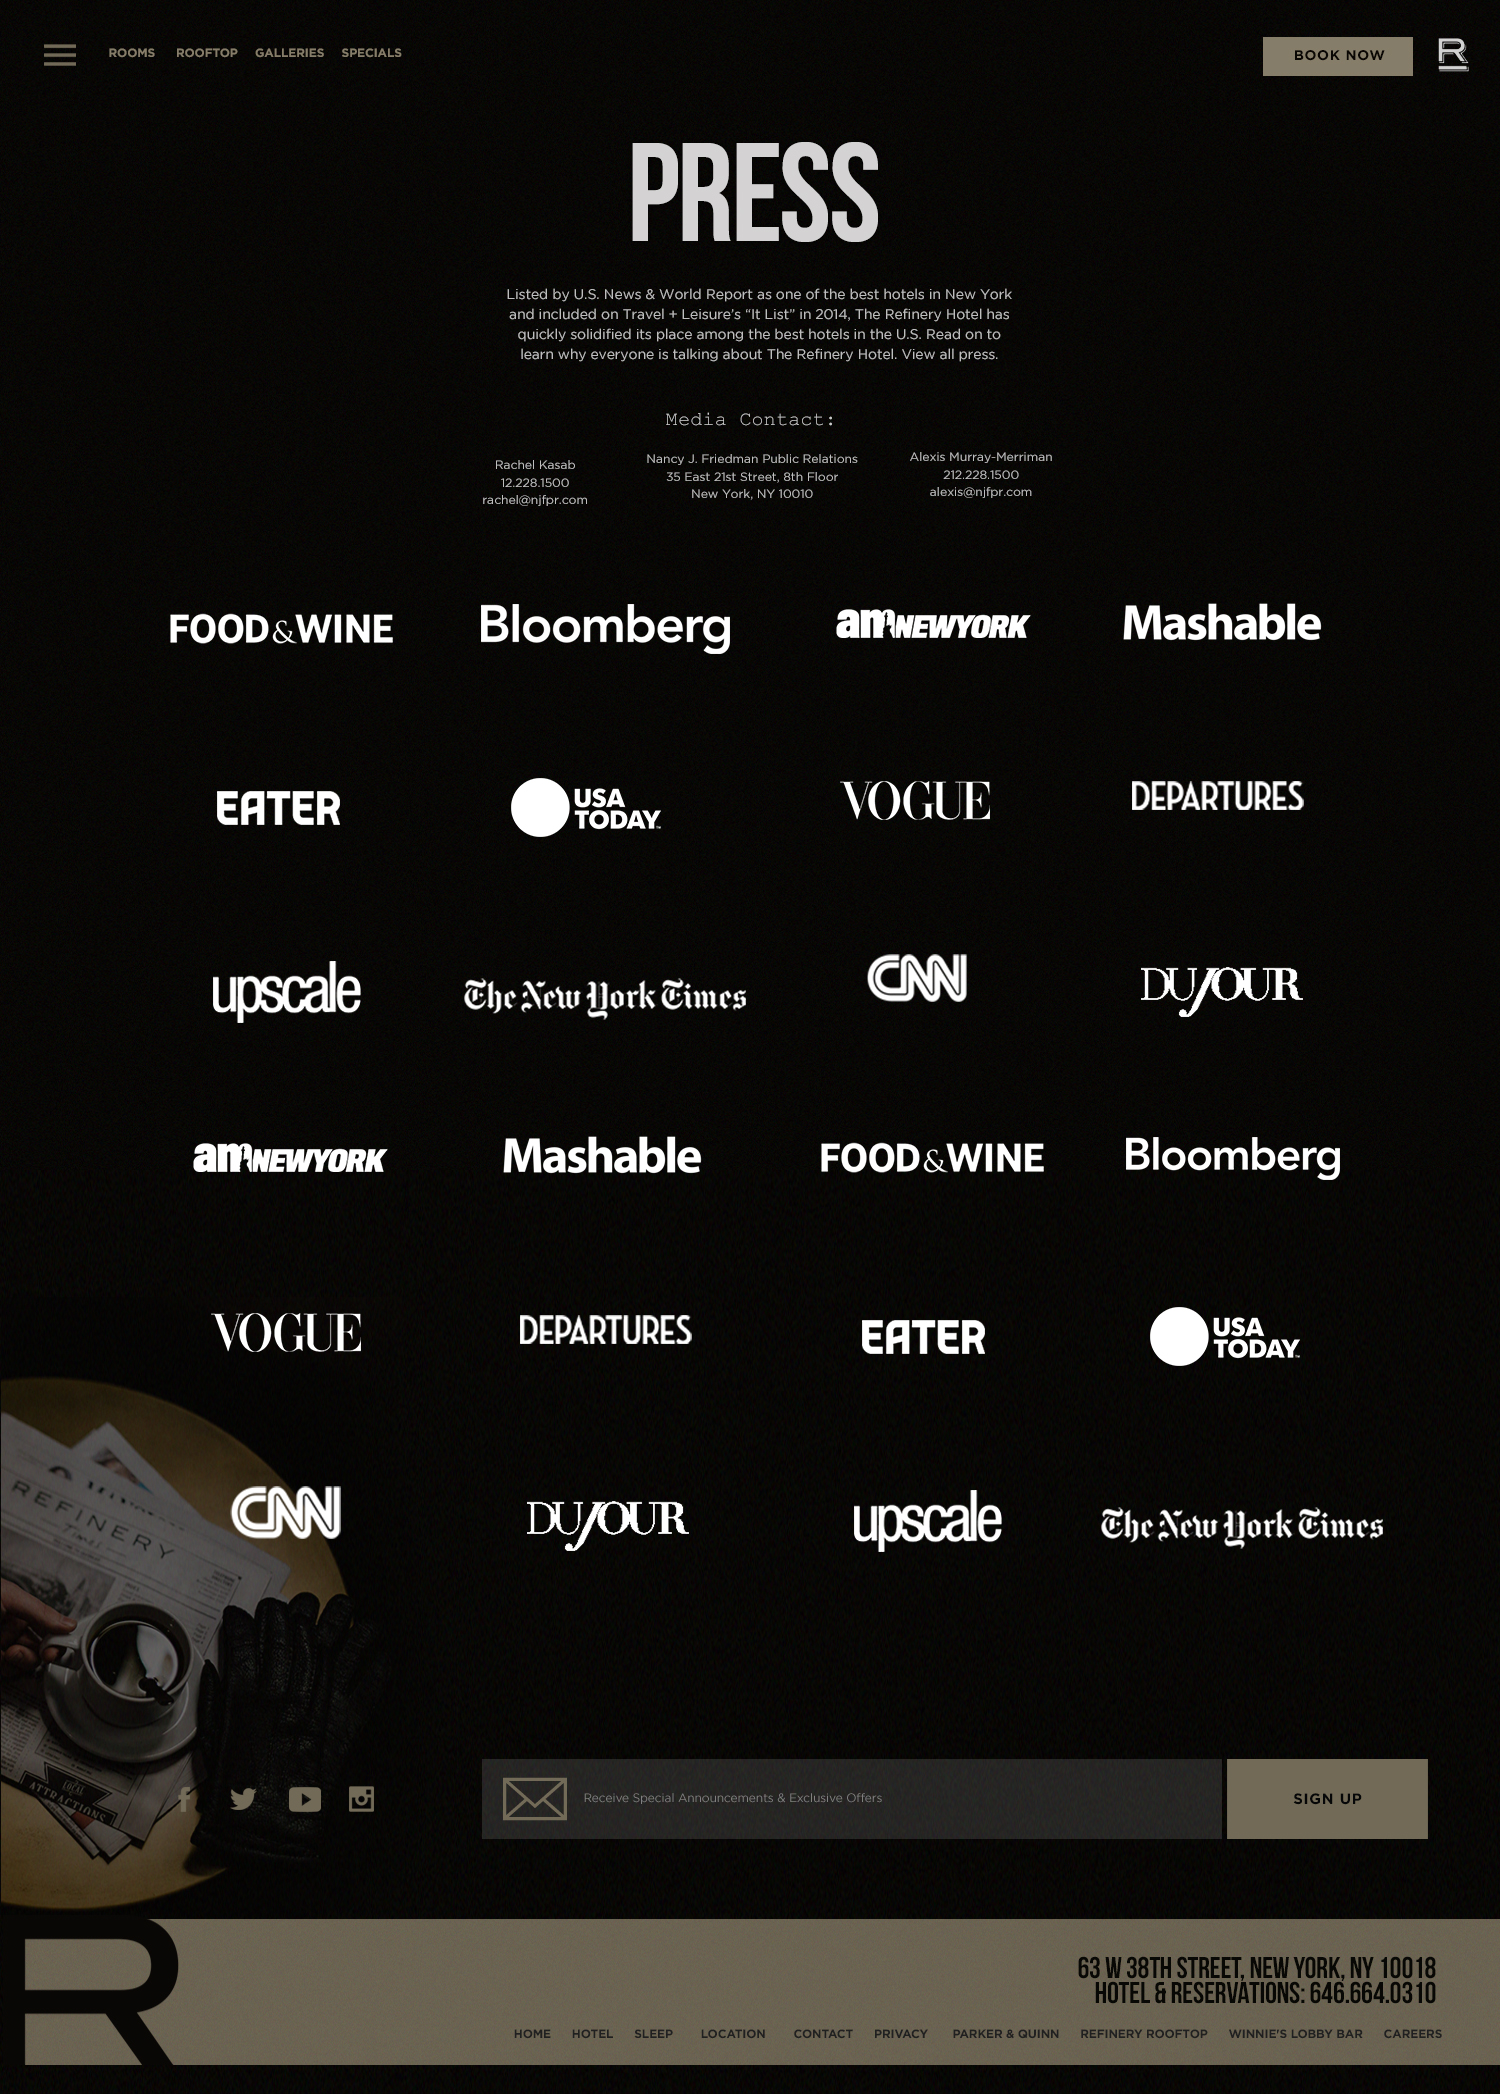 ROOMS ROOFTOP GALLERIES SPECIALS
BOOK NOW
R
PRESS
Listed by U.S. News & World Report as one of the best hotels in New York
and included on Travel + Leisure's “It List” in 2014, The Refinery Hotel has
quickly solidified its place among the best hotels in the U.S. Read on to
learn why everyone is talking about The Refinery Hotel. View all press.
Media Contact:
Rachel Kasab
12.228.1500
rachel@njfpr.com
Nancy J. Friedman Public Relations
35 East 21st Street, 8th Floor
New York, NY 10010
Alexis Murray-Merriman
212.228.1500
alexis@njfpr.com
FOOD&WINE Bloomberg amNEWYORK Mashable
EATER
USA
TODAY
VOGUE DEPARTURES
upscale The New York Times CNN DUJOUR
amNEWYORK Mashable FOOD&WINE Bloomberg
VOGUE DEPARTURES EATER
USA
TODAY
CNN DUJOUR upscale The New York Times
REFINERY
Times
LOCAL
ATTRACTIONS
f
Receive Special Announcements & Exclusive Offers
SIGN UP
R
63 W 38TH STREET, NEW YORK, NY 10018
HOTEL & RESERVATIONS: 646.664.0310
HOME HOTEL SLEEP LOCATION CONTACT PRIVACY PARKER & QUINN REFINERY ROOFTOP WINNIE'S LOBBY BAR CAREERS